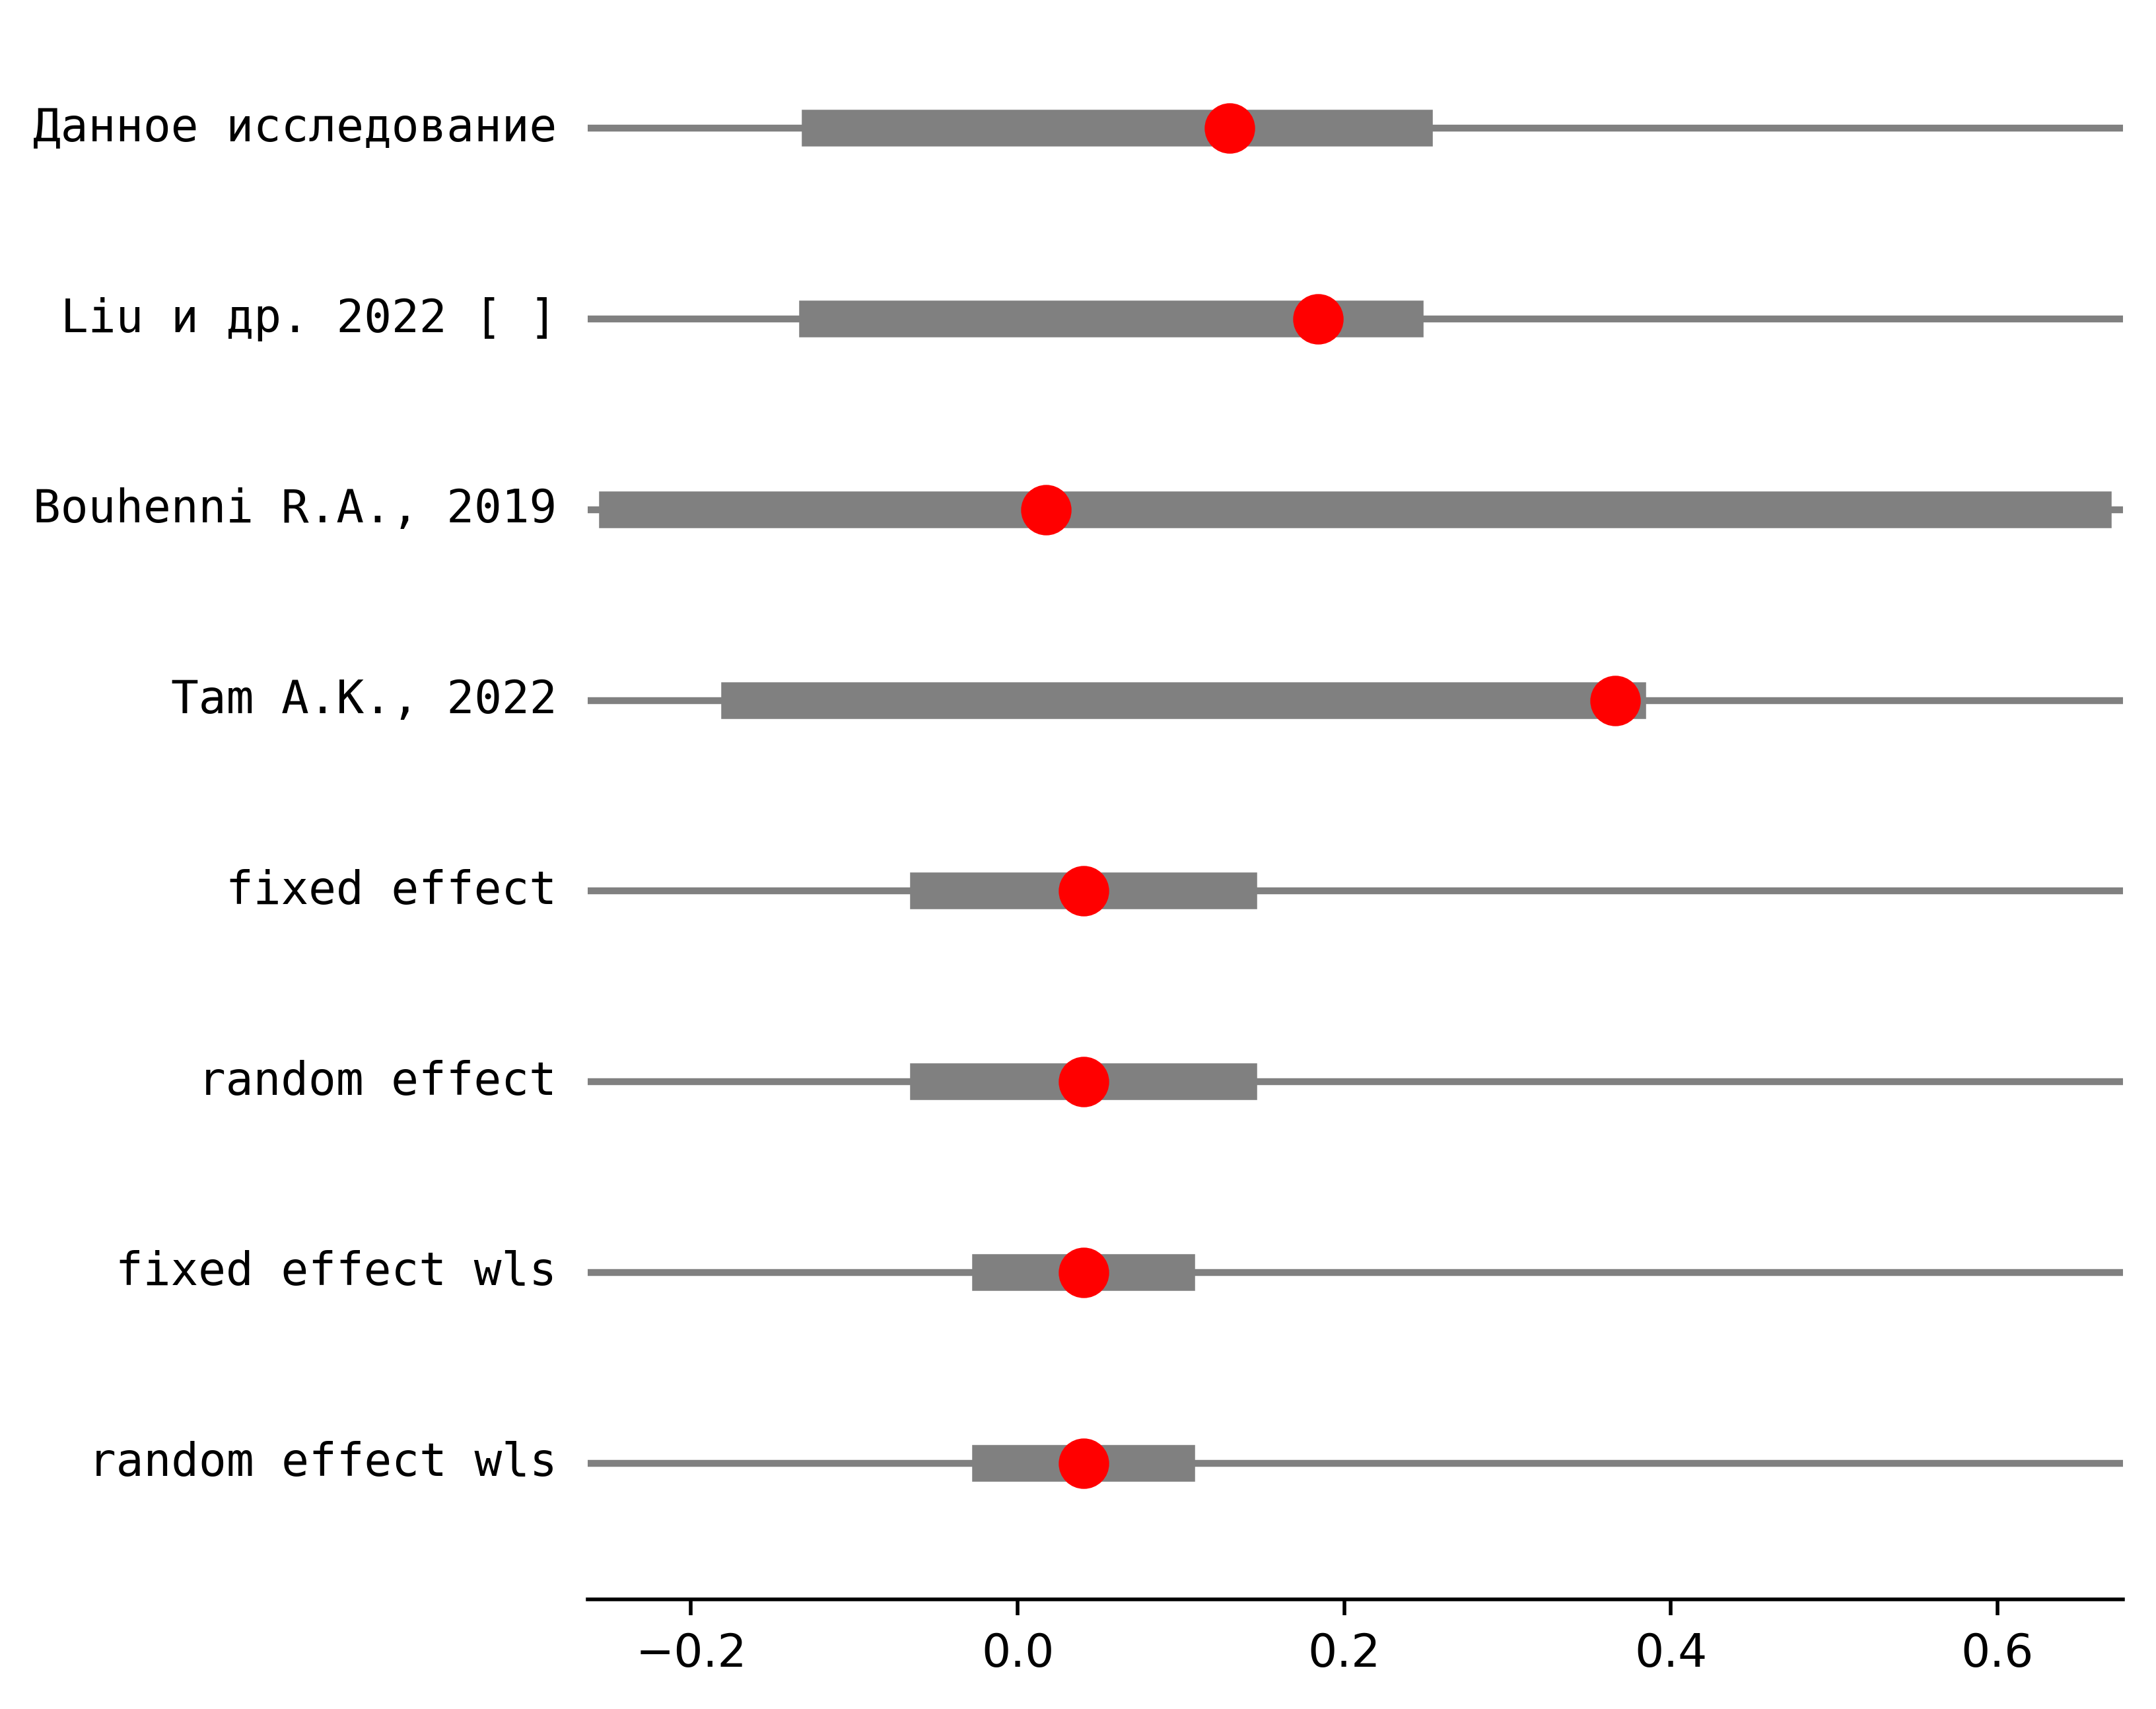 Данное исследование
Liu и др. 2022 [ ]
Bouhenni R.A., 2019
Tam A.K., 2022
fixed effect
random effect
fixed effect wls
random effect wls
−0.2 0.0 0.2 0.4 0.6